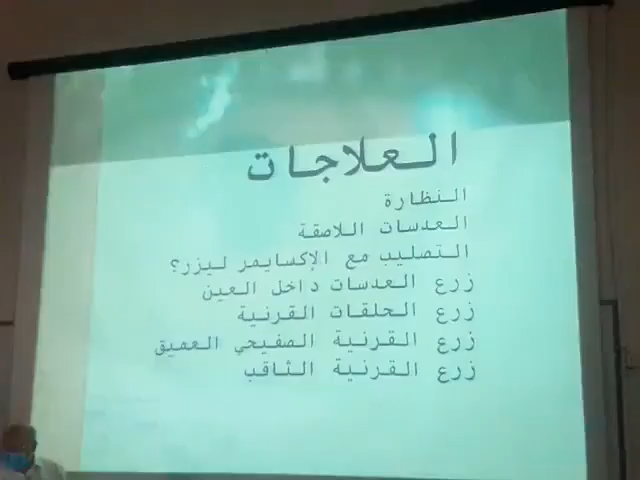 العلاجات
النظارة
العدسات اللاصقة
التصليب مع الإكسايمر ليزر؟
زرع العدسات داخل العين
زرع الحلقات القرنية
زرع القرنية الصفيحي العميق
زرع القرنية الثاقب